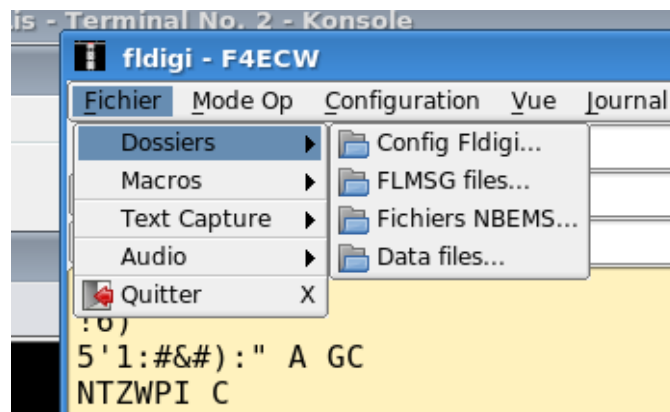 is - Terminal No. 2 - Konsole
fldigi - F4ECW
Fichier Mode Op Configuration Vue Journal
Dossiers
Config Fldigi...
Macros
FLMSG files...
Text Capture
Fichiers NBEMS...
Audio
Data files...
Quitter X
!6)
5'1:#&#):" A GC
NTZWPI C